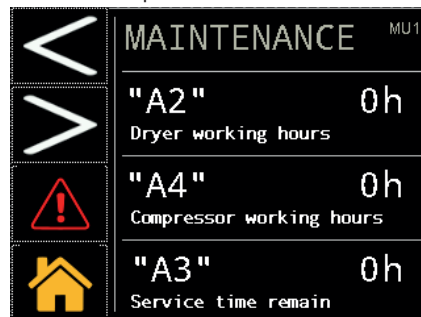 MAINTENANCE MU1
"A2" 0h
Dryer working hours
"A4" 0h
Compressor working hours
"A3" 0h
Service time remain